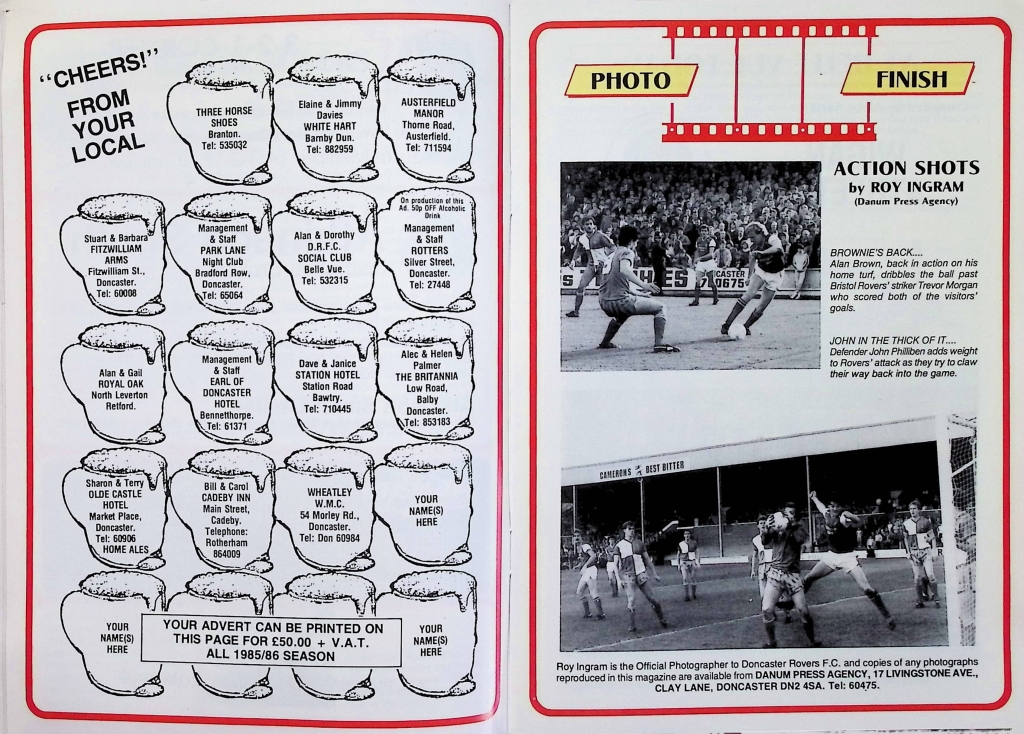 "CHEERS!"
FROM
YOUR
LOCAL
THREE HORSE
SHOES
Branton.
Tel: 535032
Elaine & Jimmy
Davies
WHITE HART
Barnby Dun.
Tel: 882959
AUSTERFIELD
MANOR
Thorne Road,
Austerfield.
Tel: 711594
Stuart & Barbara
FITZWILLIAM
ARMS
Fitzwilliam St.,
Doncaster.
Tel: 60008
Management
& Staff
PARK LANE
Night Club
Bradford Row,
Doncaster.
Tel: 65064
Alan & Dorothy
D.R.F.C.
SOCIAL CLUB
Belle Vue.
Tel: 532315
On production of this
Ad. 50p OFF Alcoholic
Drink
Management
& Staff
ROTTERS
Silver Street,
Doncaster.
Tel: 27448
Alan & Gail
ROYAL OAK
North Leverton
Retford.
Management
& Staff
EARL OF
DONCASTER
HOTEL
Bennetthorpe.
Tel: 61371
Dave & Janice
STATION HOTEL
Station Road
Bawtry.
Tel: 710445
Alec & Helen
Palmer
THE BRITANNIA
Low Road,
Balby
Doncaster.
Tel: 853183
Sharon & Terry
OLDE CASTLE
HOTEL
Market Place,
Doncaster.
Tel: 60906
HOME ALES
Bill & Carol
CADEBY INN
Main Street,
Cadeby.
Telephone:
Rotherham
864009
WHEATLEY
W.M.C.
54 Morley Rd.,
Doncaster.
Tel: Don 60984
YOUR
NAME(S)
HERE
YOUR
NAME(S)
HERE
YOUR ADVERT CAN BE PRINTED ON
THIS PAGE FOR £50.00 + V.A.T.
ALL 1985/86 SEASON
YOUR
NAME(S)
HERE
PHOTO
FINISH
ACTION SHOTS
by ROY INGRAM
(Danum Press Agency)
BROWNIE'S BACK....
Alan Brown, back in action on his
home turf, dribbles the ball past
Bristol Rovers' striker Trevor Morgan
who scored both of the visitors'
goals.
JOHN IN THE THICK OF IT....
Defender John Philliben adds weight
to Rovers' attack as they try to claw
their way back into the game.
CAMERONS BEST BITTER
Roy Ingram is the Official Photographer to Doncaster Rovers F.C. and copies of any photographs
reproduced in this magazine are available from DANUM PRESS AGENCY, 17 LIVINGSTONE AVE.,
CLAY LANE, DONCASTER DN2 4SA. Tel: 60475.